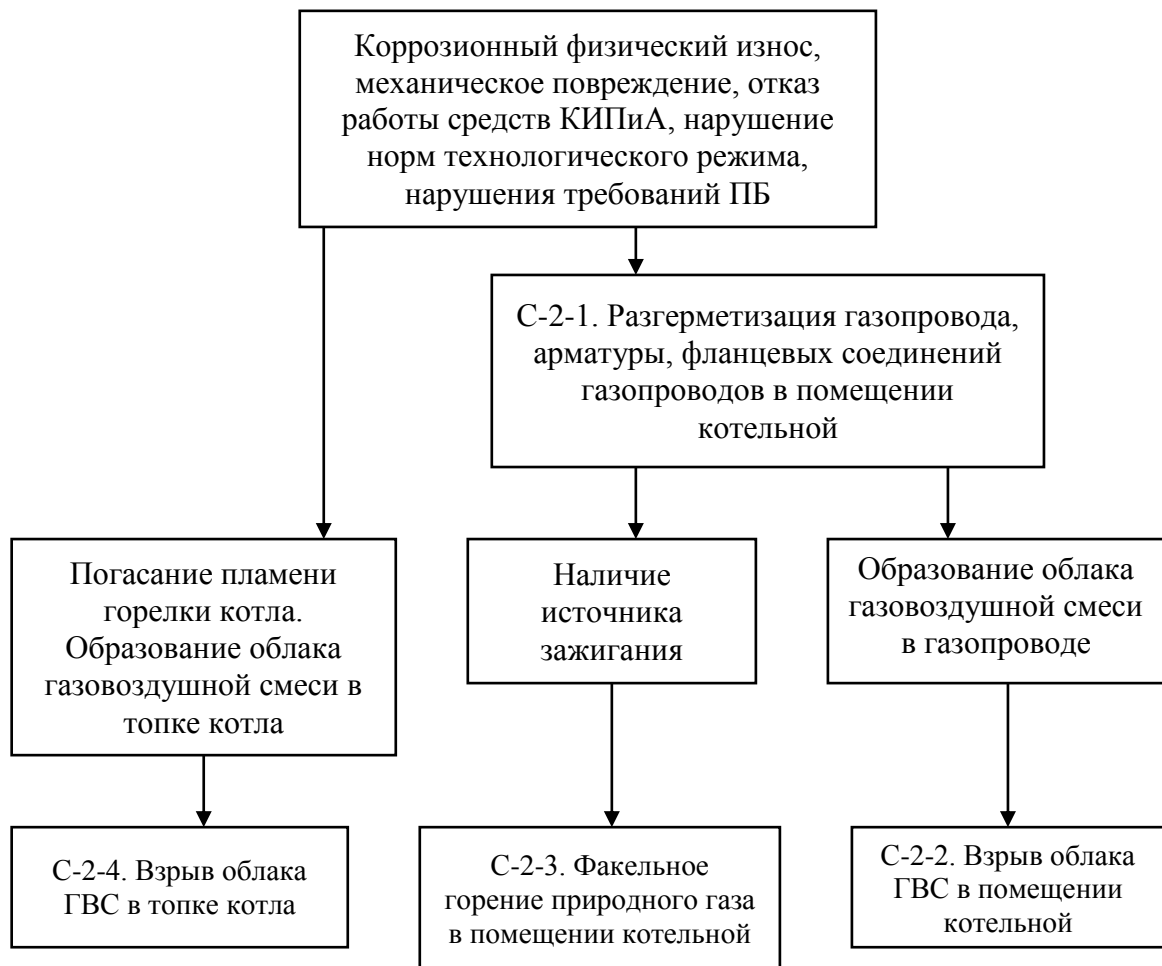 Коррозионный физический износ,
механическое повреждение, отказ
работы средств КИПиА, нарушение
норм технологического режима,
нарушения требований ПБ
С-2-1. Разгерметизация газопровода,
арматуры, фланцевых соединений
газопроводов в помещении
котельной
Погасание пламени
горелки котла.
Образование облака
газовоздушной смеси в
топке котла
Наличие
источника
зажигания
Образование облака
газовоздушной смеси
в газопроводе
С-2-4. Взрыв облака
ГВС в топке котла
С-2-3. Факельное
горение природного газа
в помещении котельной
С-2-2. Взрыв облака
ГВС в помещении
котельной